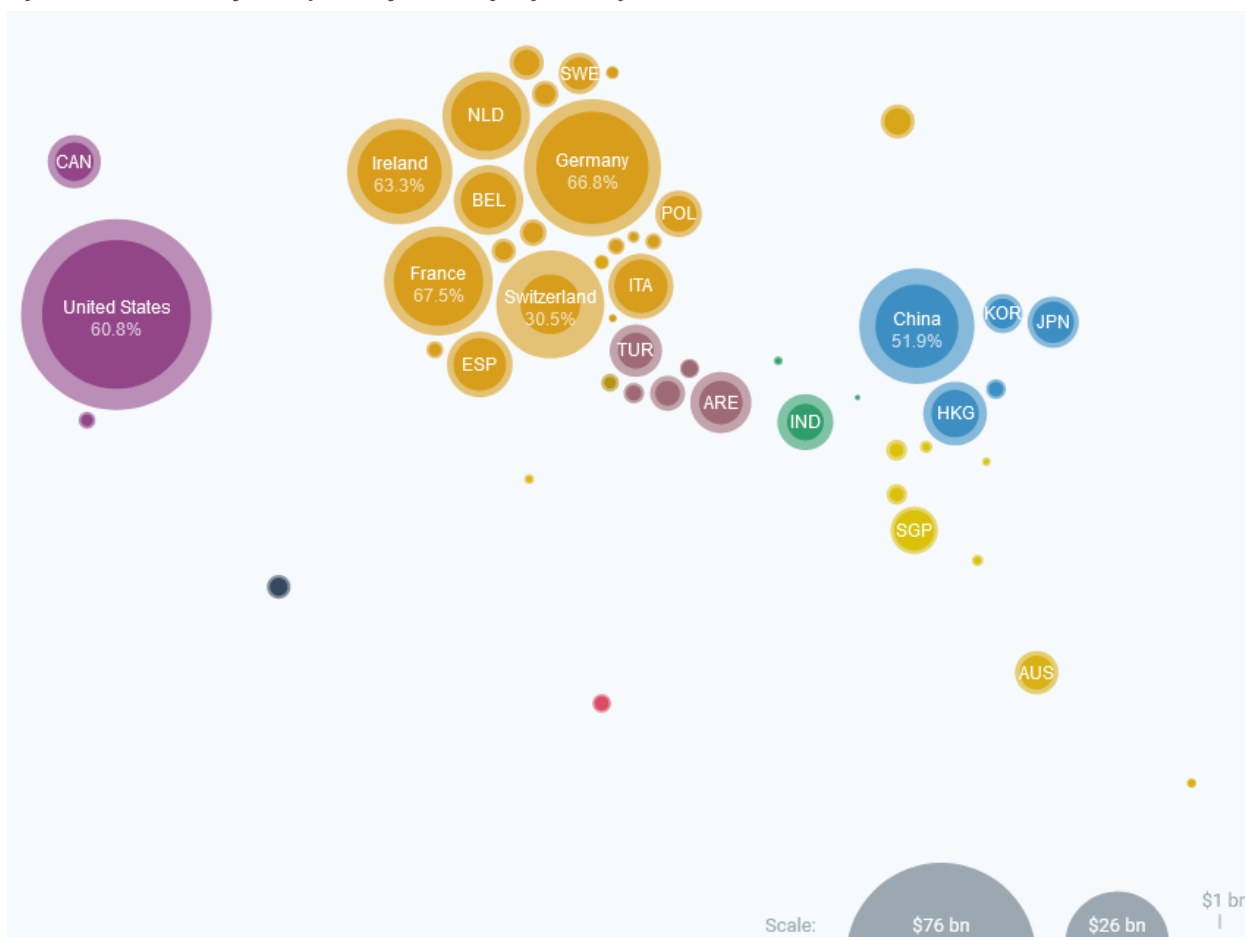 SWE
NLD
CAN
Ireland
63.3%
Germany
66.8%
BEL
POL
France
67.5%
ITA
Switzerland
30.5%
United States
60.8%
China
51.9%
KOR
JPN
TUR
ESP
ARE
IND
HKG
SGP
AUS
$1 bn
Scale:
$76 bn
$26 bn